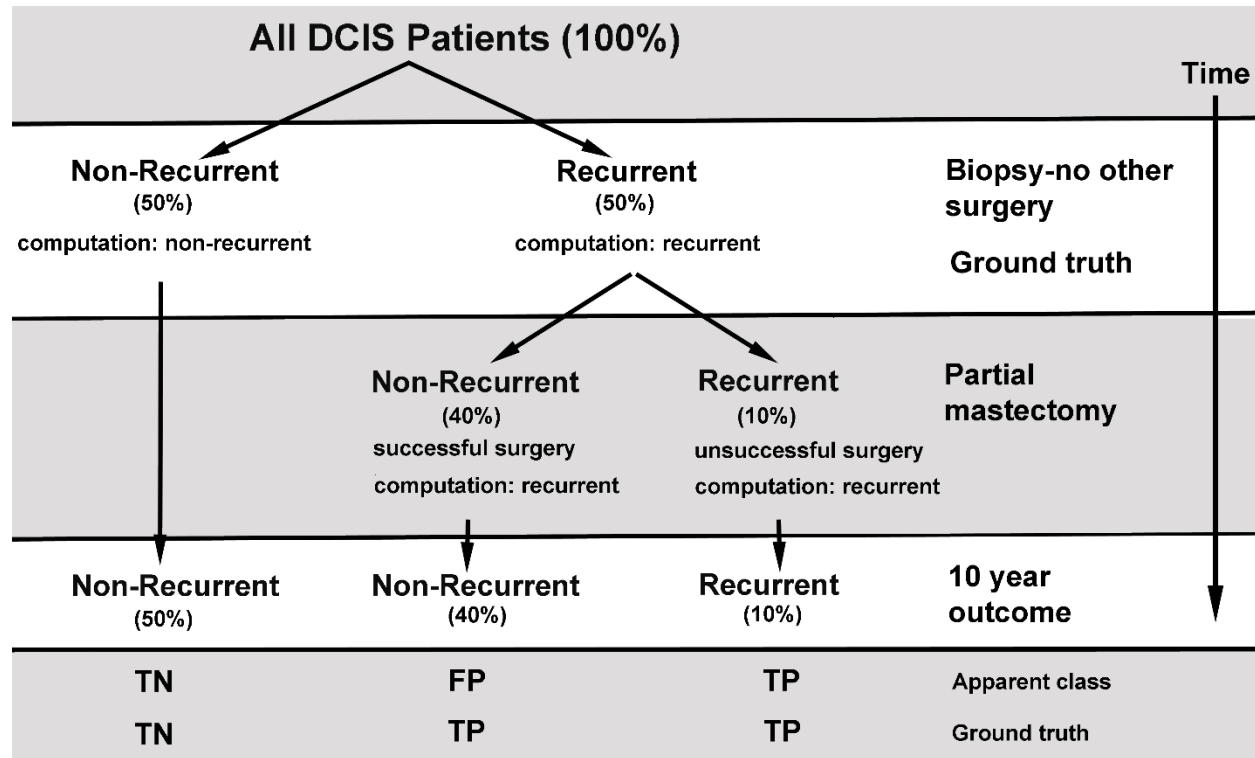 All DCIS Patients (100%)
Time
Non-Recurrent
(50%)
computation: non-recurrent
Recurrent
(50%)
computation: recurrent
Biopsy-no other
surgery
Ground truth
Non-Recurrent
(40%)
successful surgery
computation: recurrent
Recurrent
(10%)
unsuccessful surgery
computation: recurrent
Partial
mastectomy
Non-Recurrent
(50%)
Non-Recurrent
(40%)
Recurrent
(10%)
10 year
outcome
TN FP TP Apparent class
TN TP TP Ground truth